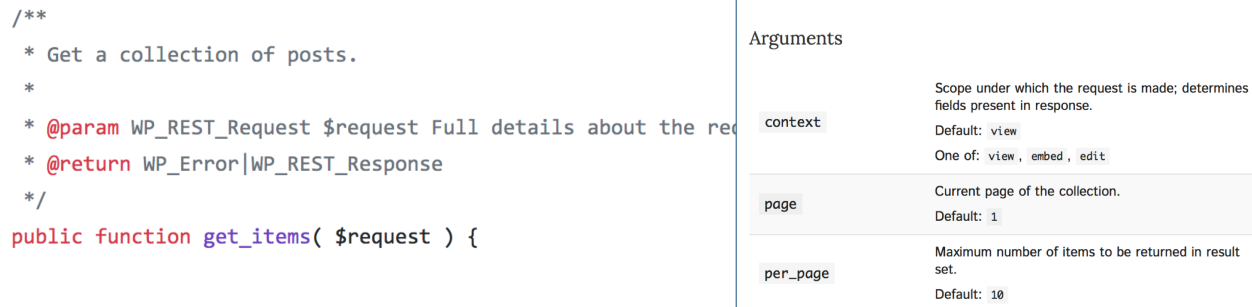 /**
* Get a collection of posts.
*
* @param WP_REST_Request $request Full details about the
* @return WP_Error|WP_REST_Response
*/
public function get_items( $request ) {
Arguments
context
Scope under which the request is made; determines
fields present in response.
Default: view
One of: view, embed, edit
page
Current page of the collection.
Default: 1
per_page
Maximum number of items to be returned in result
set.
Default: 10